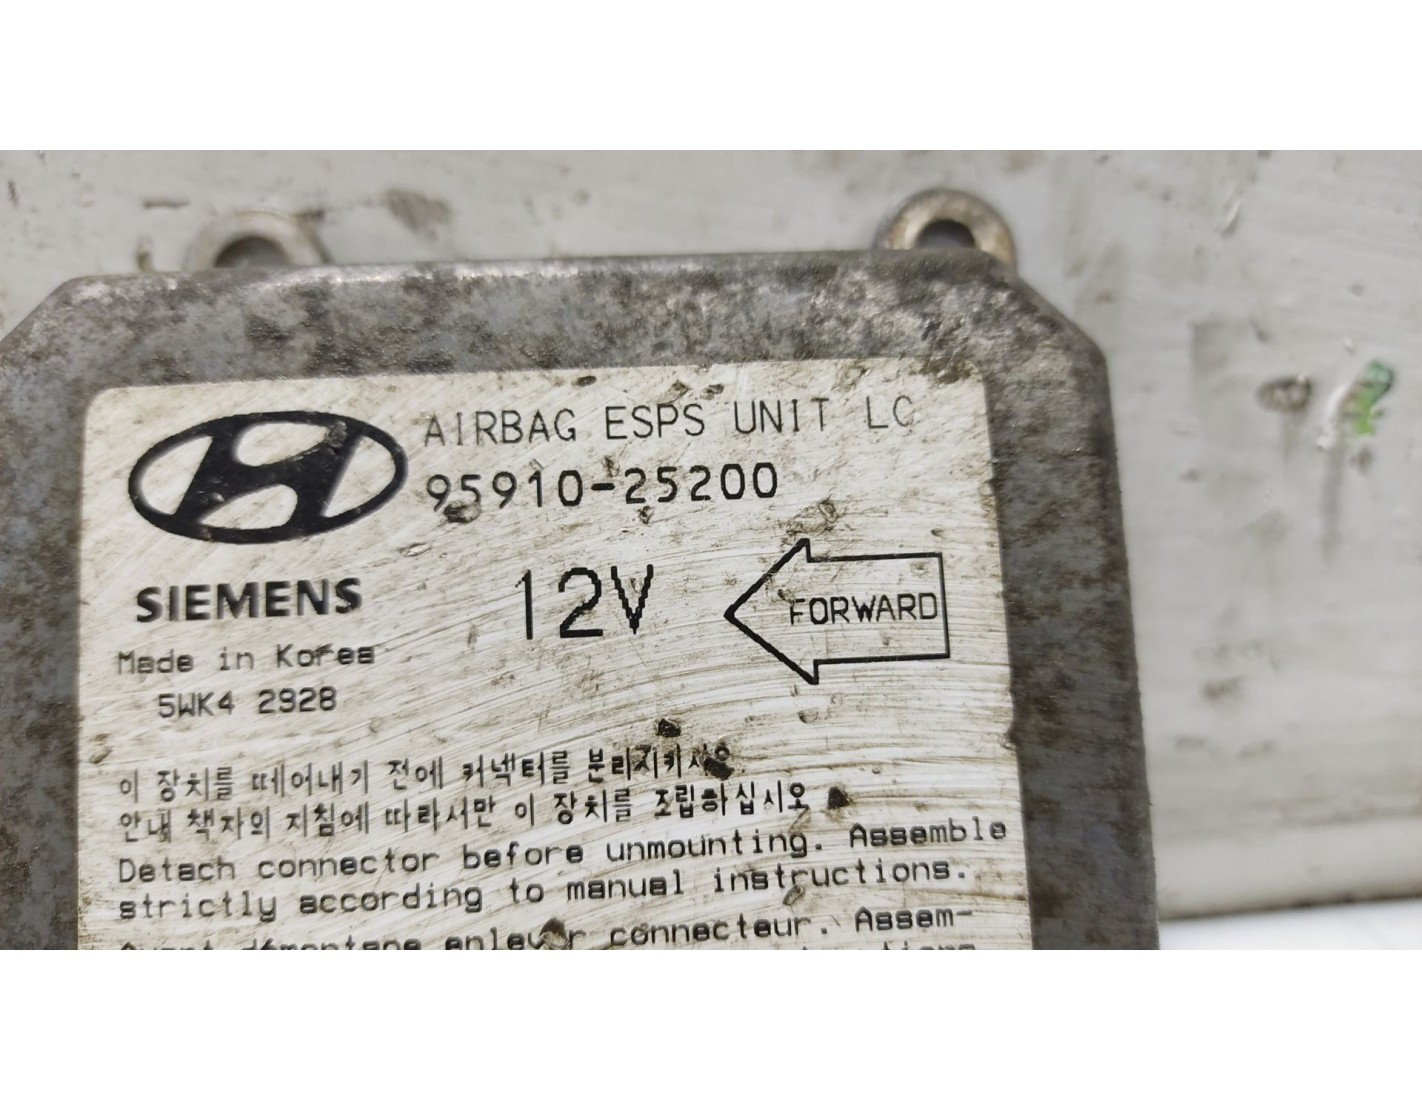 AIRBAG ESPS UNIT LC
95910-25200
SIEMENS
12V
FORWARD
Made in Korea
5WK4 2928
이 장치를 떼어내기 전에 커넥터를 분리시키시오
안내 책자의 지침에 따라서만 이 장치를 조립하십시오
Detach connector before unmounting. Assemble
strictly according to manual instructions.
Avant démontage enlever connecteur. Assem-